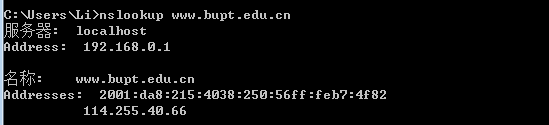 C:\Users\Li>nslookup www.bupt.edu.cn
服务器:  localhost
Address:  192.168.0.1
名称:    www.bupt.edu.cn
Addresses:  2001:da8:215:4038:250:56ff:feb7:4f82
114.255.40.66